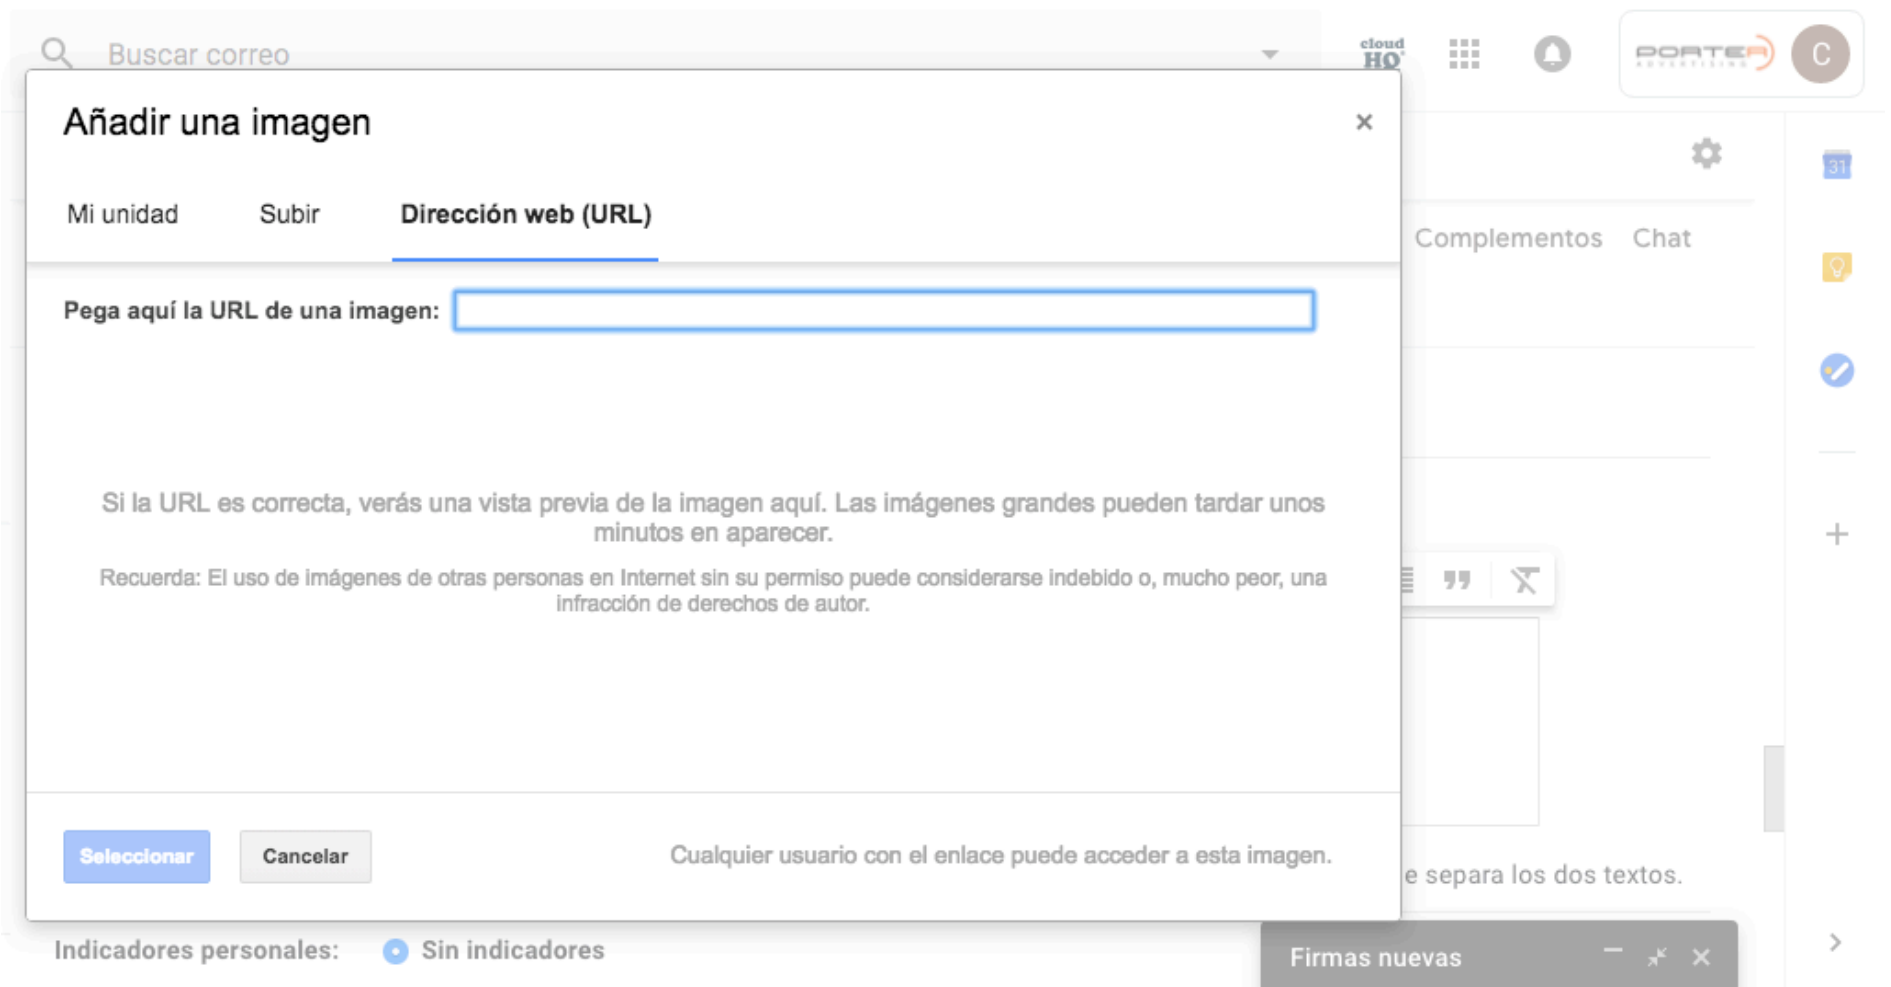 Buscar correo
cloud
HQ
PORTER
ADVERTISING
C
Añadir una imagen
×
Mi unidad
Subir
Dirección web (URL)
31
Complementos
Chat
Pega aquí la URL de una imagen:
Si la URL es correcta, verás una vista previa de la imagen aquí. Las imágenes grandes pueden tardar unos
minutos en aparecer.
Recuerda: El uso de imágenes de otras personas en Internet sin su permiso puede considerarse indebido o, mucho peor, una
infracción de derechos de autor.
Seleccionar
Cancelar
Cualquier usuario con el enlace puede acceder a esta imagen.
e separa los dos textos.
Indicadores personales:
Sin indicadores
Firmas nuevas